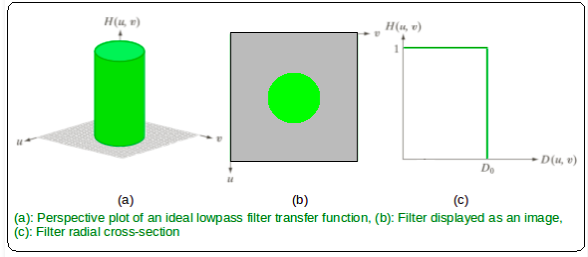 H(u, v)
u
v
(a)
v
u
(b)
H(u, v)
1
D₀
D(u, v)
(c)
(a): Perspective plot of an ideal lowpass filter transfer function, (b): Filter displayed as an image,
(c): Filter radial cross-section